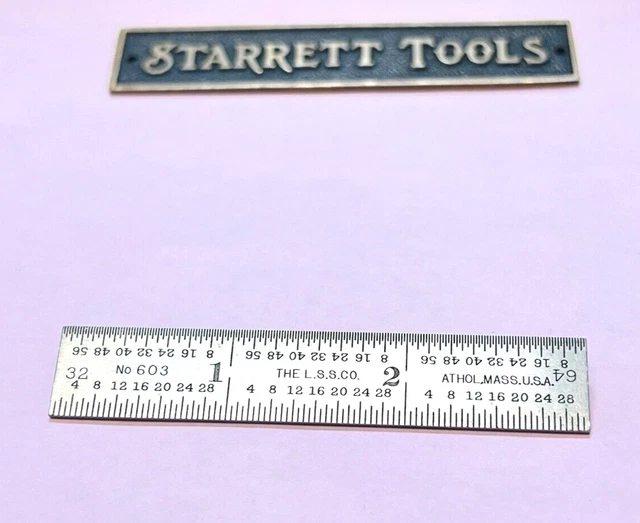 STARRETT TOOLS
56 48 40 32 24 16 8 56 48 40 32 24 16 8 56 48 40 32 24 16 8
32 No 603 1 THE L.S.S.CO. 2 ATHOL.MASS.U.S.A. 64
4 8 12 16 20 24 28 4 8 12 16 20 24 28 4 8 12 16 20 24 28